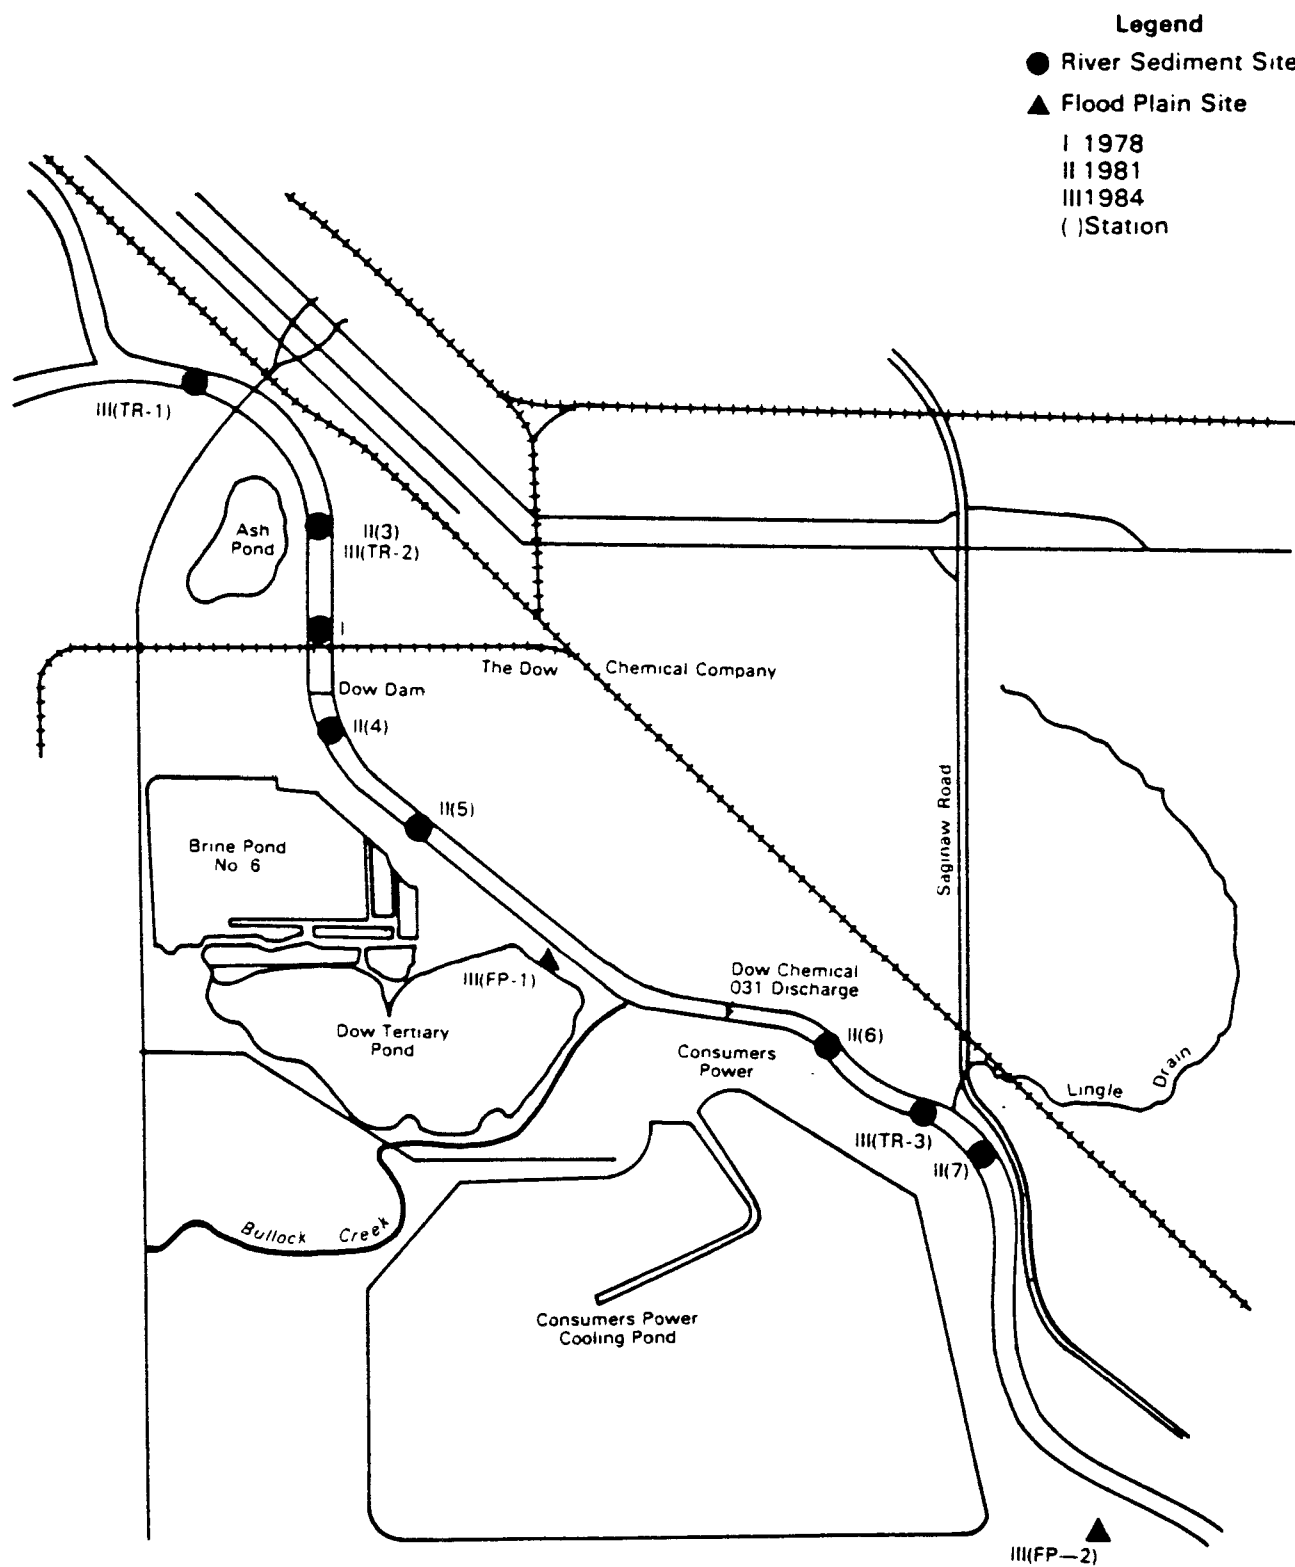 Legend
River Sediment Site
Flood Plain Site
I 1978
II 1981
III 1984
( ) Station
III(TR-1)
Ash
Pond
II(3)
III(TR-2)
I
The Dow Chemical Company
Dow Dam
II(4)
II(5)
Saginaw Road
Brine Pond
No 6
III(FP-1)
Dow Chemical
031 Discharge
Dow Tertiary
Pond
II(6)
Consumers
Power
Lingle Drain
III(TR-3)
II(7)
Bullock Creek
Consumers Power
Cooling Pond
III(FP-2)